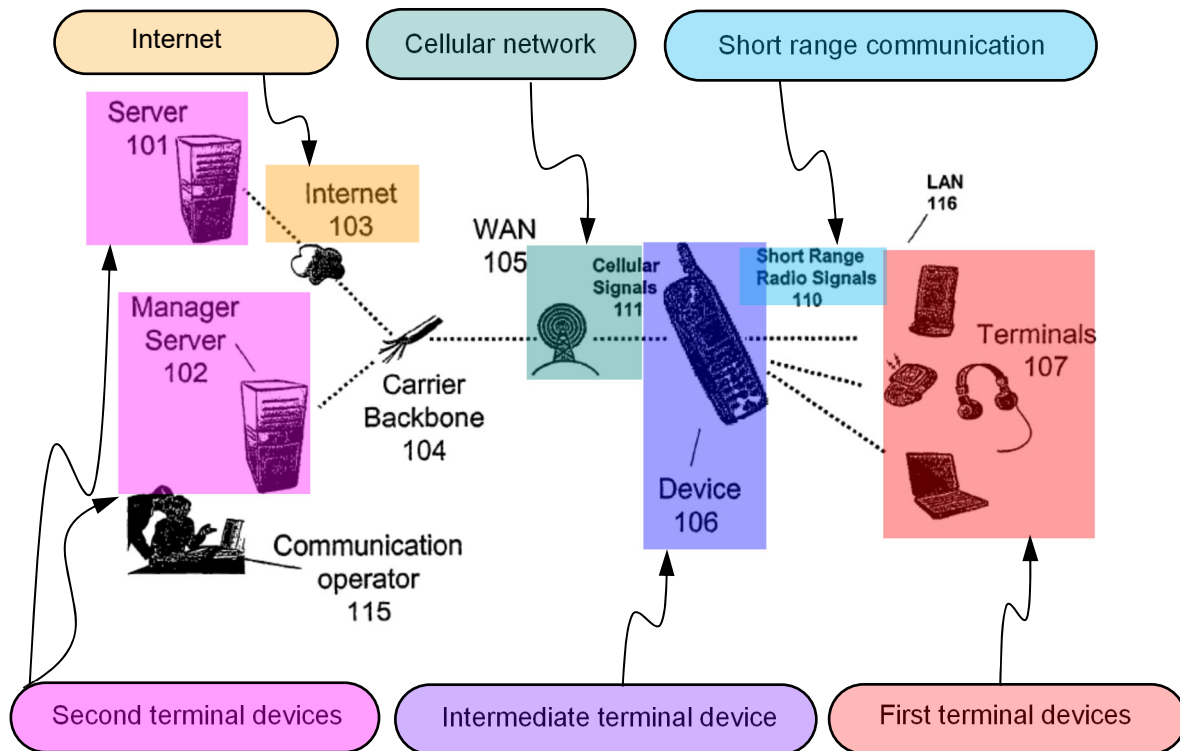 Internet
Cellular network
Short range communication
Server
101
Internet
103
LAN
116
WAN
105
Cellular
Signals
111
Short Range
Radio Signals
110
Manager
Server
102
Terminals
107
Carrier
Backbone
104
Device
106
Communication
operator
115
Second terminal devices
Intermediate terminal device
First terminal devices